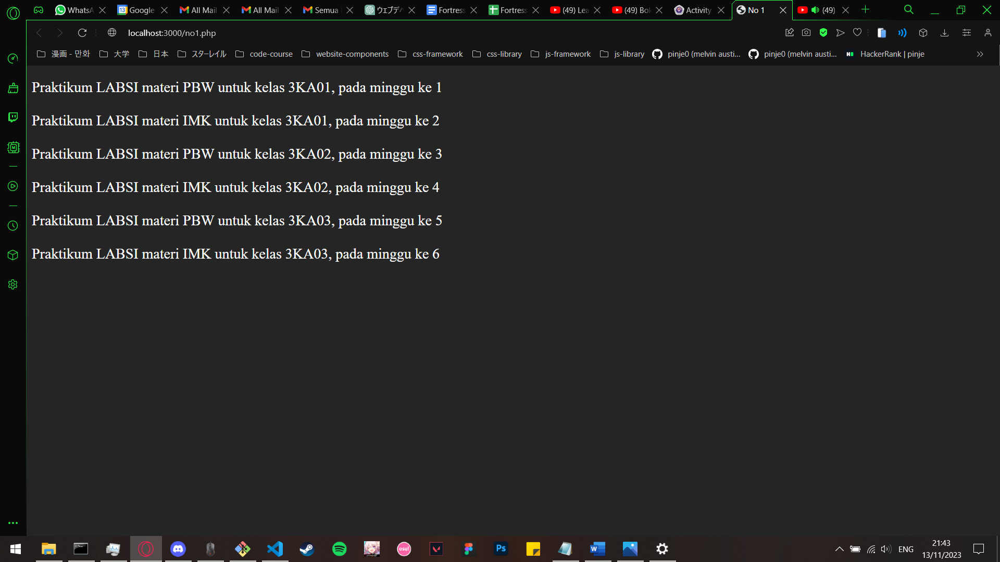 WhatsA
13 Google
All Mail
All Mail
Semua
ウェブデ
Fortress
Fortress
(49) Lea
(49) Bok
Activity
No 1
(49)
localhost:3000/no1.php
漫画 - 만화
大学
日本
スターレイル
code-course
website-components
css-framework
css-library
js-framework
js-library
pinje0 (melvin austi...
pinje0 (melvin austi...
HackerRank | pinje
Praktikum LABSI materi PBW untuk kelas 3KA01, pada minggu ke 1
Praktikum LABSI materi IMK untuk kelas 3KA01, pada minggu ke 2
Praktikum LABSI materi PBW untuk kelas 3KA02, pada minggu ke 3
Praktikum LABSI materi IMK untuk kelas 3KA02, pada minggu ke 4
Praktikum LABSI materi PBW untuk kelas 3KA03, pada minggu ke 5
Praktikum LABSI materi IMK untuk kelas 3KA03, pada minggu ke 6
osu!
Ps
W
ENG
21:43
13/11/2023